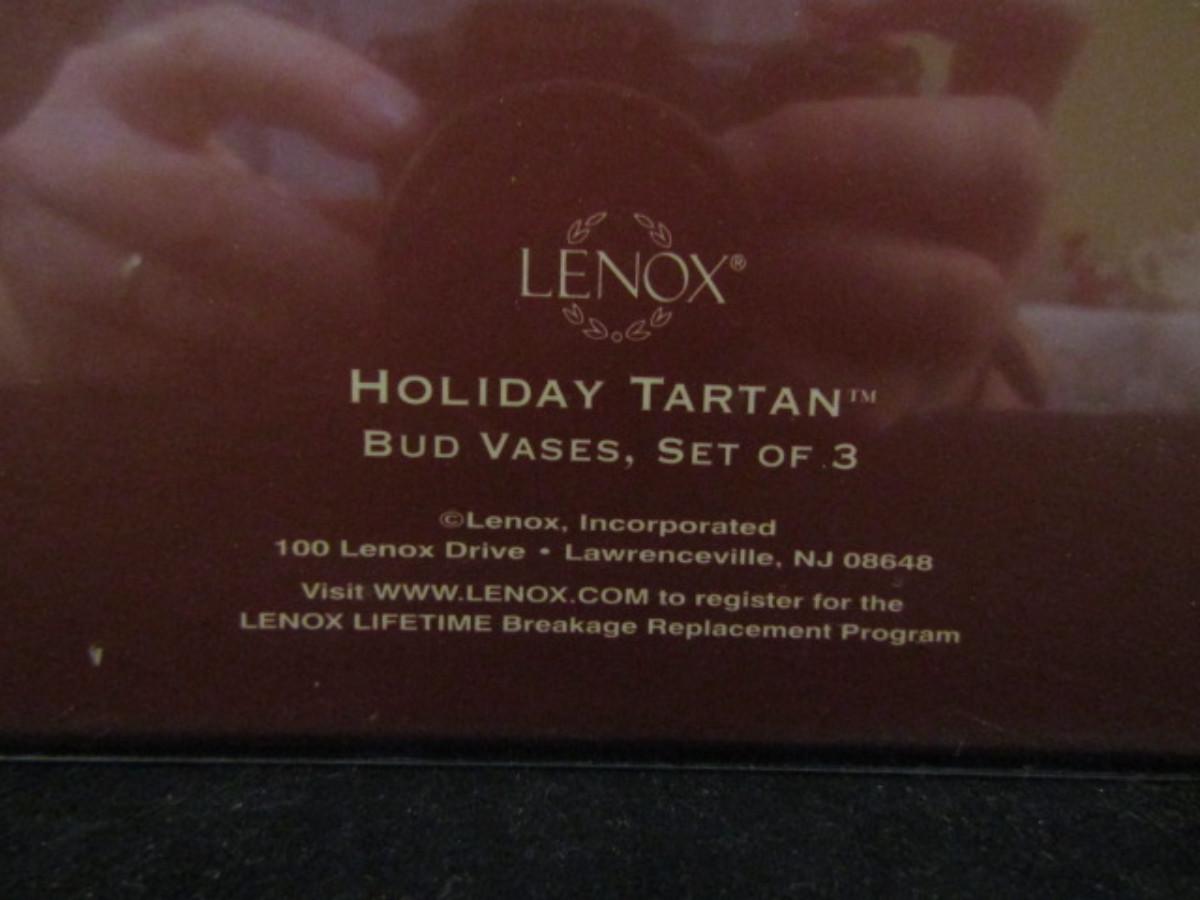 LENOX®
HOLIDAY TARTAN™
BUD VASES, SET OF 3
©Lenox, Incorporated
100 Lenox Drive • Lawrenceville, NJ 08648
Visit WWW.LENOX.COM to register for the
LENOX LIFETIME Breakage Replacement Program